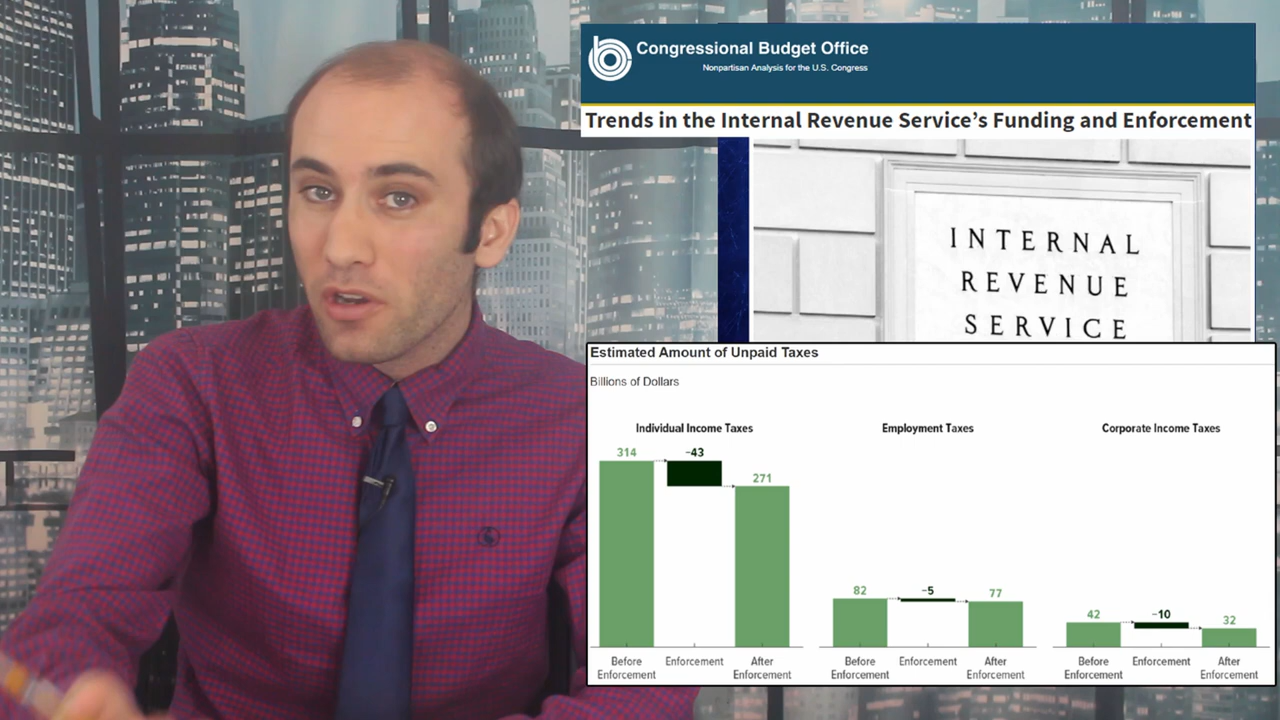 Congressional Budget Office
Nonpartisan Analysis for the U.S. Congress
Trends in the Internal Revenue Service’s Funding and Enforcement
INTERNAL
REVENUE
SERVICE
Estimated Amount of Unpaid Taxes
Billions of Dollars
Individual Income Taxes
314
-43
271
Before
Enforcement
Enforcement
After
Enforcement
Employment Taxes
82
-5
77
Before
Enforcement
Enforcement
After
Enforcement
Corporate Income Taxes
42
-10
32
Before
Enforcement
Enforcement
After
Enforcement